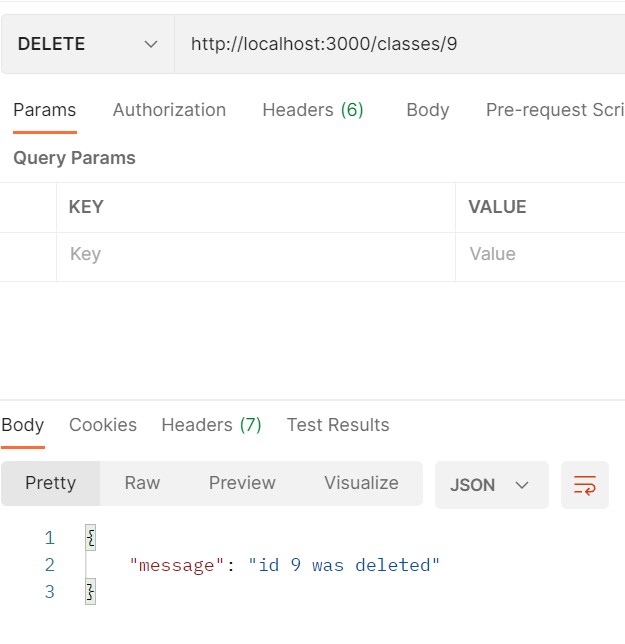 DELETE http://localhost:3000/classes/9
Params Authorization Headers (6) Body Pre-request Scri
Query Params
KEY VALUE
Key Value
Body Cookies Headers (7) Test Results
Pretty Raw Preview Visualize JSON
1 {
2 "message": "id 9 was deleted"
3 }